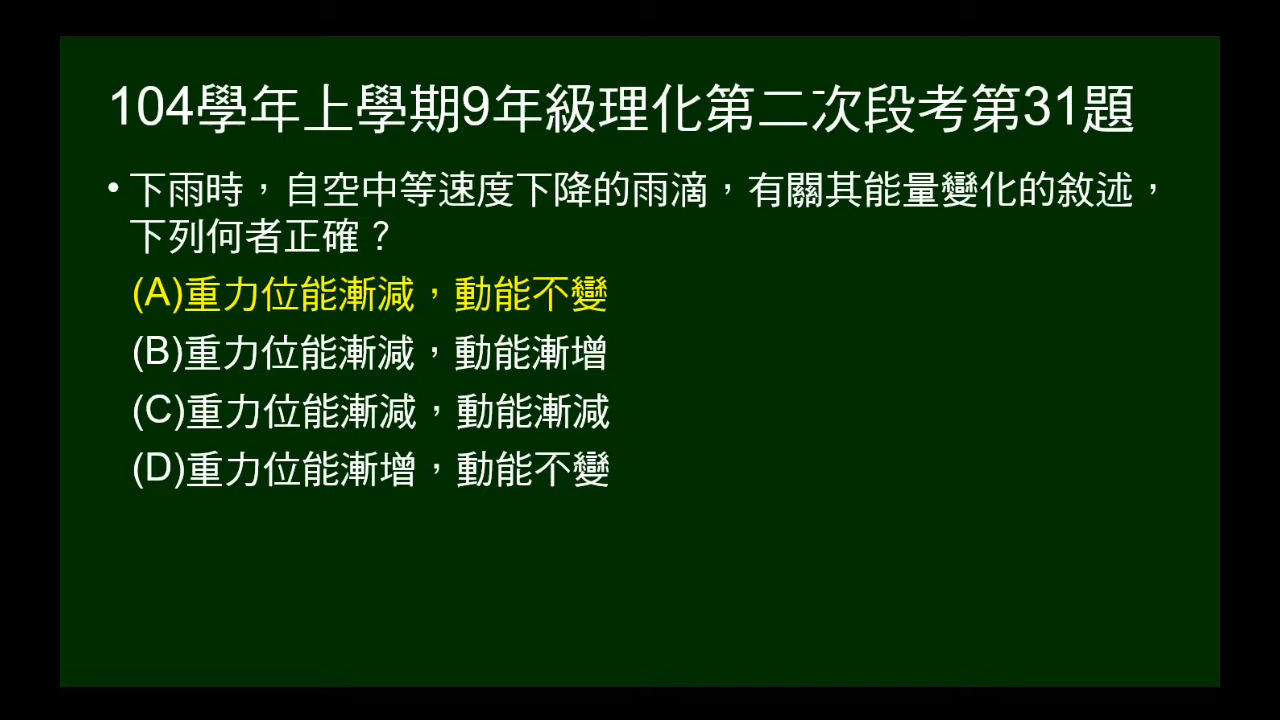 104學年上學期9年級理化第二次段考第31題
•下雨時，自空中等速度下降的雨滴，有關其能量變化的敘述，
下列何者正確？
(A)重力位能漸減，動能不變
(B)重力位能漸減，動能漸增
(C)重力位能漸減，動能漸減
(D)重力位能漸增，動能不變